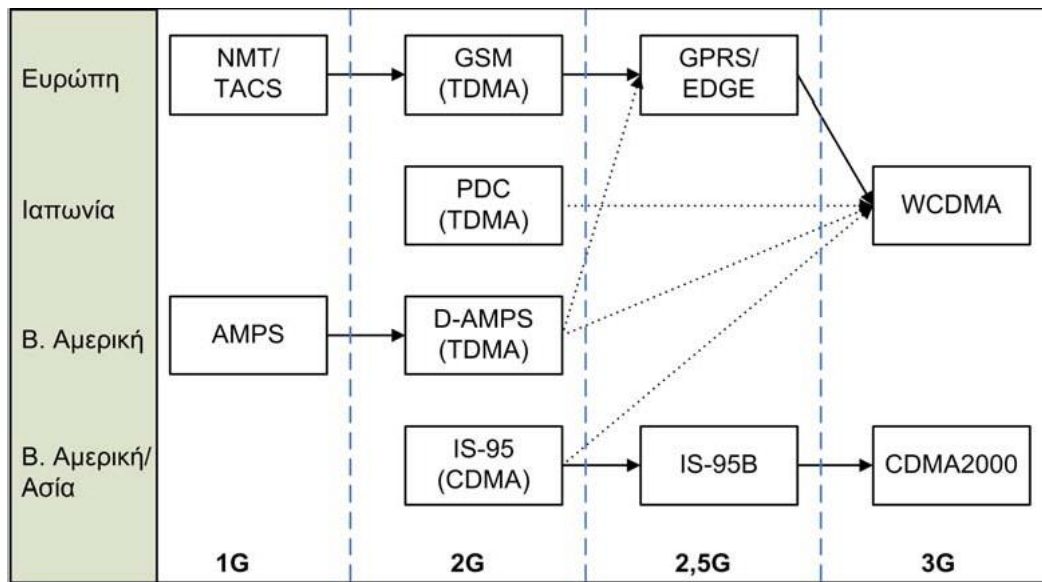 Ευρώπη
NMT/
TACS
GSM
(TDMA)
GPRS/
EDGE
Ιαπωνία
PDC
(TDMA)
WCDMA
Β. Αμερική
AMPS
D-AMPS
(TDMA)
Β. Αμερική/
Ασία
IS-95
(CDMA)
IS-95B
CDMA2000
1G
2G
2,5G
3G